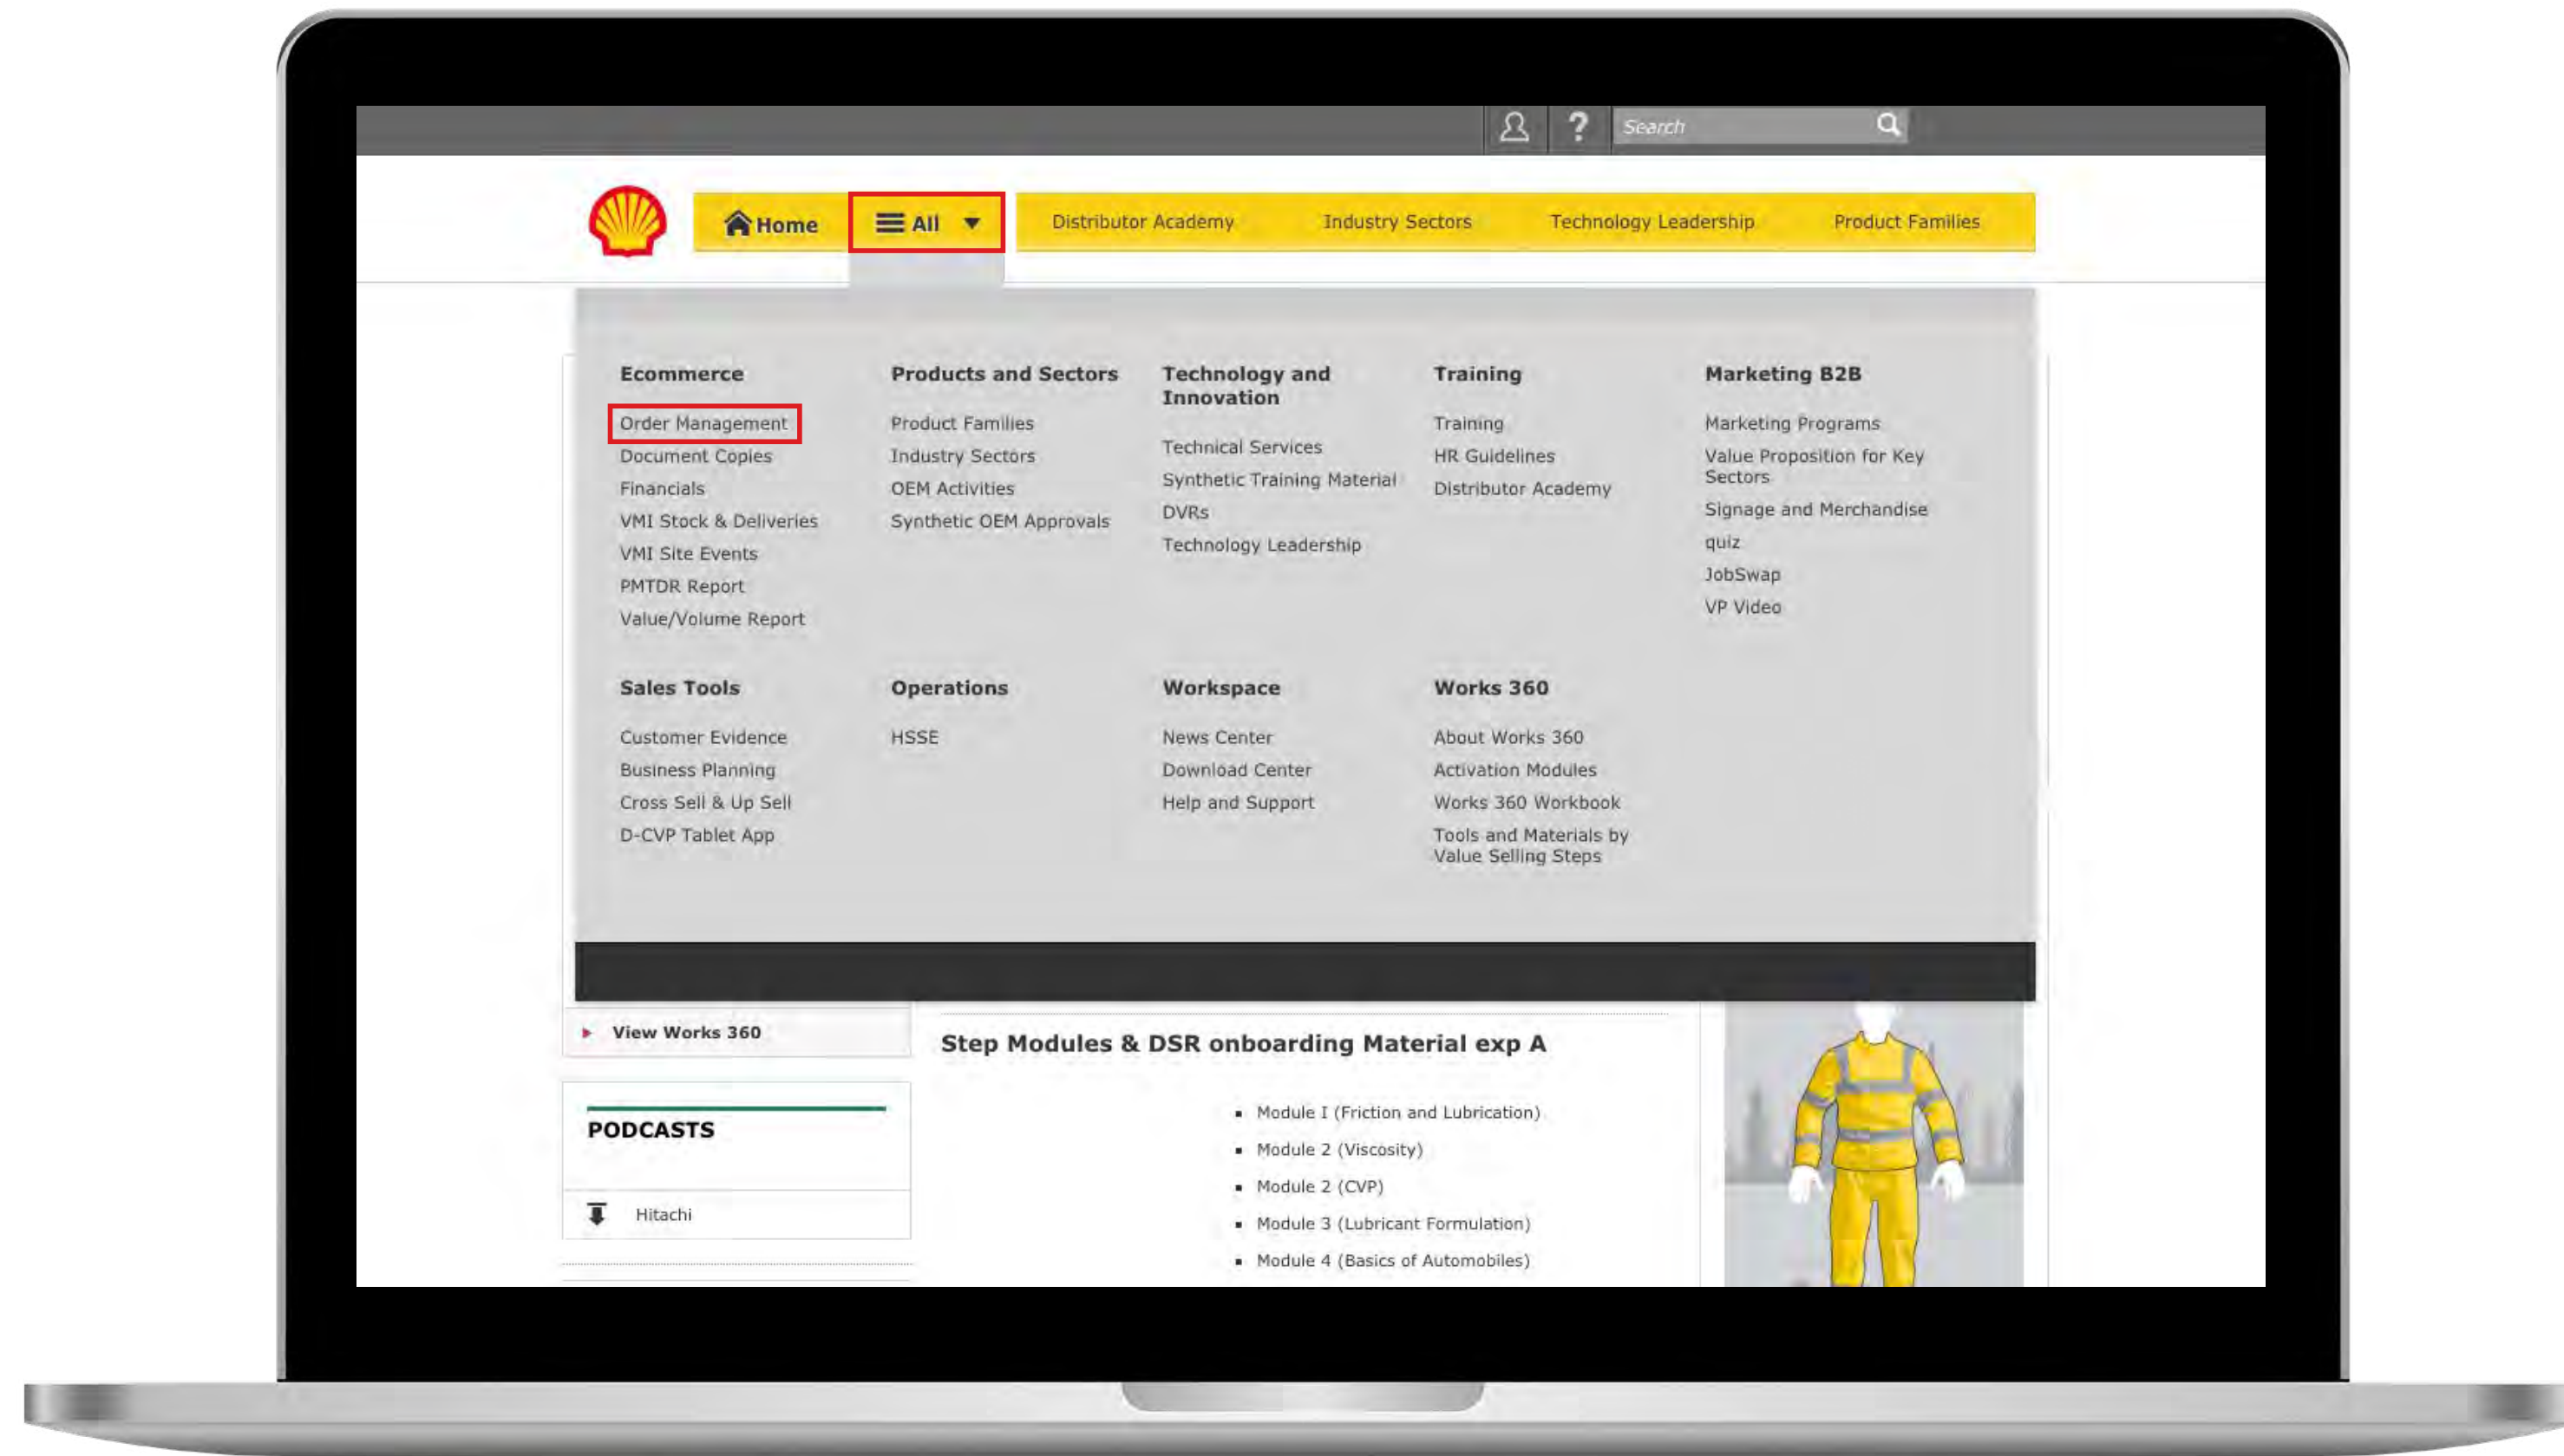 ?
Search
Home
All
Distributor Academy
Industry Sectors
Technology Leadership
Product Families
Ecommerce
Order Management
Document Copies
Financials
VMI Stock & Deliveries
VMI Site Events
PMTDR Report
Value/Volume Report
Products and Sectors
Product Families
Industry Sectors
OEM Activities
Synthetic OEM Approvals
Technology and
Innovation
Technical Services
Synthetic Training Material
DVRs
Technology Leadership
Training
Training
HR Guidelines
Distributor Academy
Marketing B2B
Marketing Programs
Value Proposition for Key
Sectors
Signage and Merchandise
quiz
JobSwap
VP Video
Sales Tools
Customer Evidence
Business Planning
Cross Sell & Up Sell
D-CVP Tablet App
Operations
HSSE
Workspace
News Center
Download Center
Help and Support
Works 360
About Works 360
Activation Modules
Works 360 Workbook
Tools and Materials by
Value Selling Steps
View Works 360
PODCASTS
Hitachi
Step Modules & DSR onboarding Material exp A
Module I (Friction and Lubrication)
Module 2 (Viscosity)
Module 2 (CVP)
Module 3 (Lubricant Formulation)
Module 4 (Basics of Automobiles)